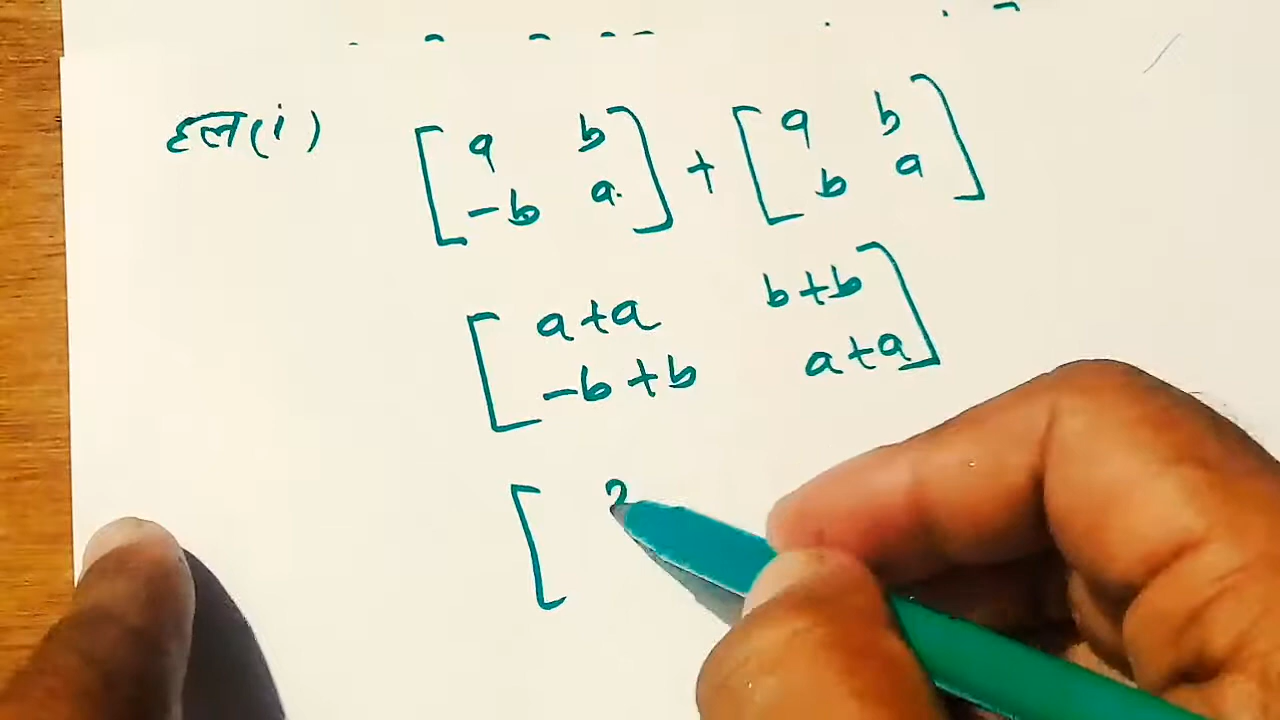 हल(i) [ a b ] + [ a b ]
[ -b a ] [ b a ]
[ a+a b+b ]
[ -b+b a+a ]
[ 2